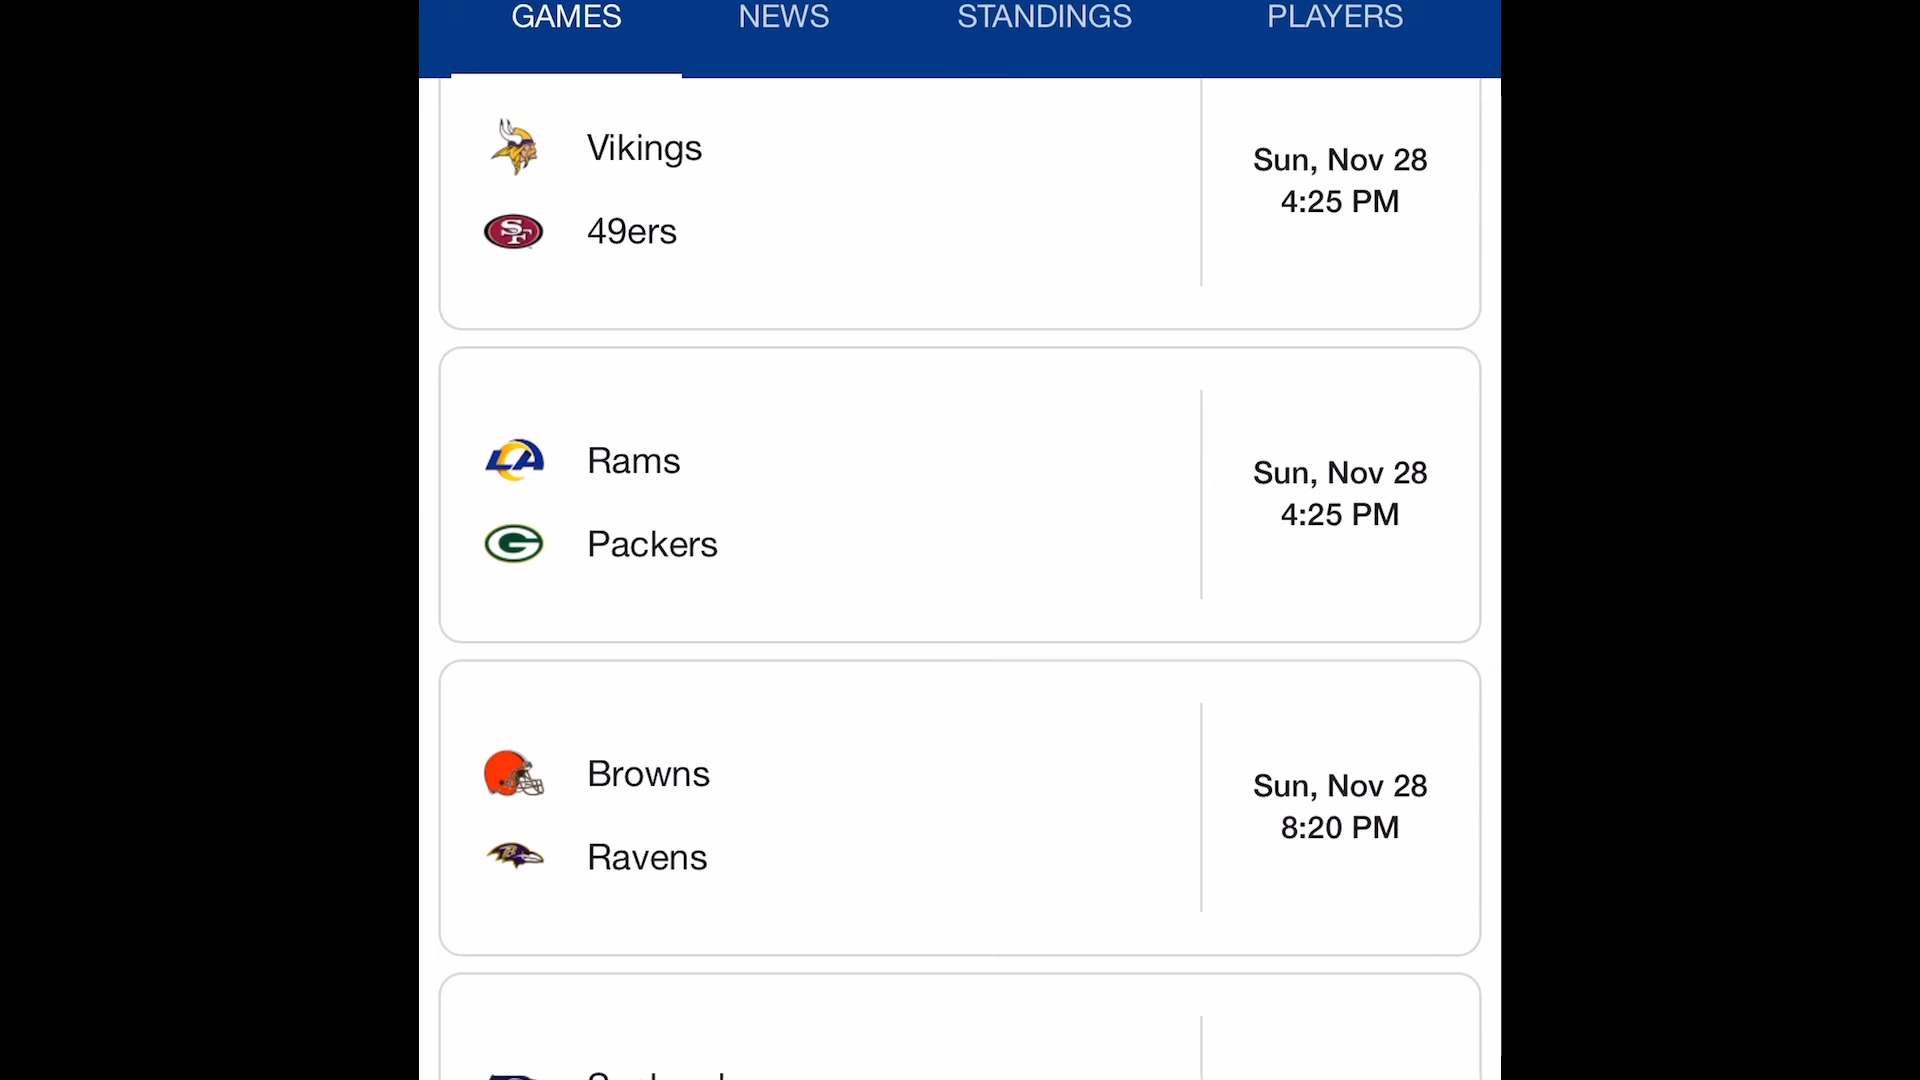 GAMES NEWS STANDINGS PLAYERS
Vikings
49ers
Sun, Nov 28
4:25 PM
Rams
Packers
Sun, Nov 28
4:25 PM
Browns
Ravens
Sun, Nov 28
8:20 PM